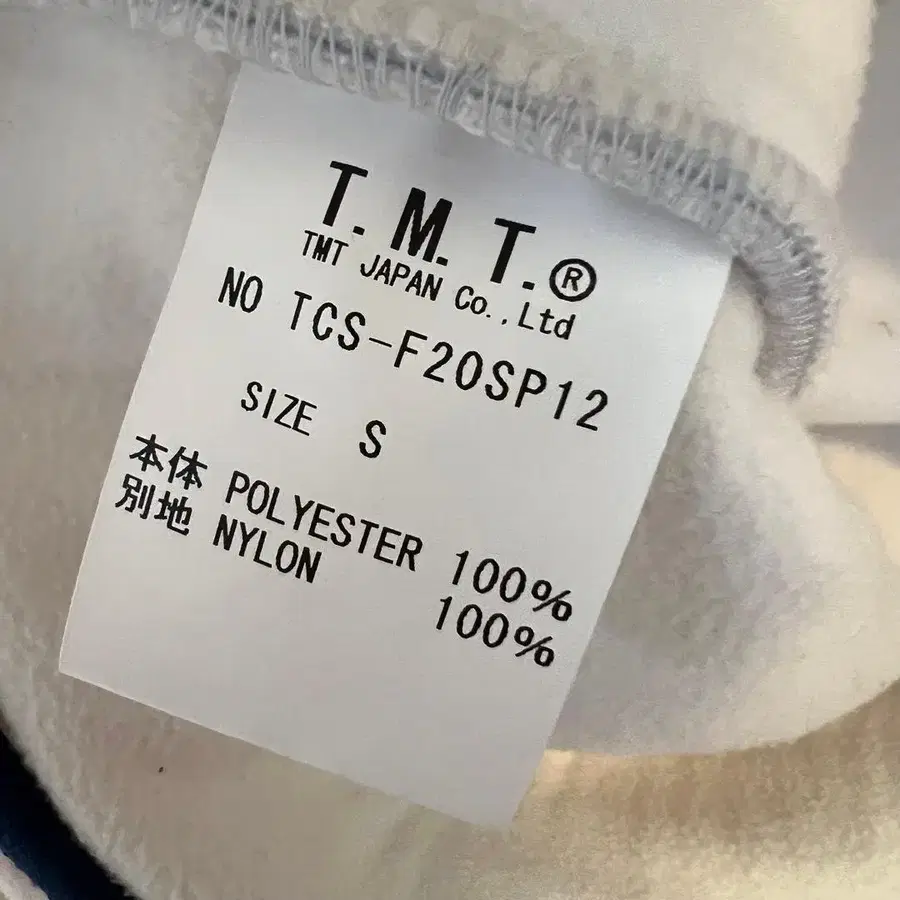 T.M.T.®
TMT JAPAN Co.,Ltd
NO TCS-F20SP12
SIZE S
本体 POLYESTER 100%
別地 NYLON 100%